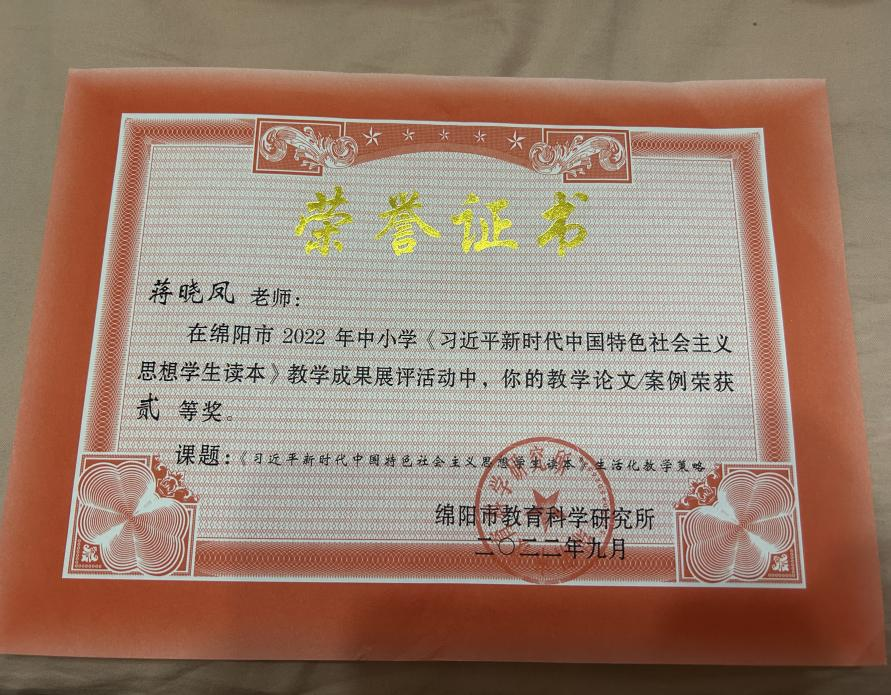 荣誉证书
蒋晓凤 老师：
在绵阳市 2022 年中小学《习近平新时代中国特色社会主义
思想学生读本》教学成果展评活动中，你的教学论文/案例荣获
贰 等奖。
课题：《习近平新时代中国特色社会主义思想学生读本》生活化教学策略
绵阳市教育科学研究所
二〇二二年九月